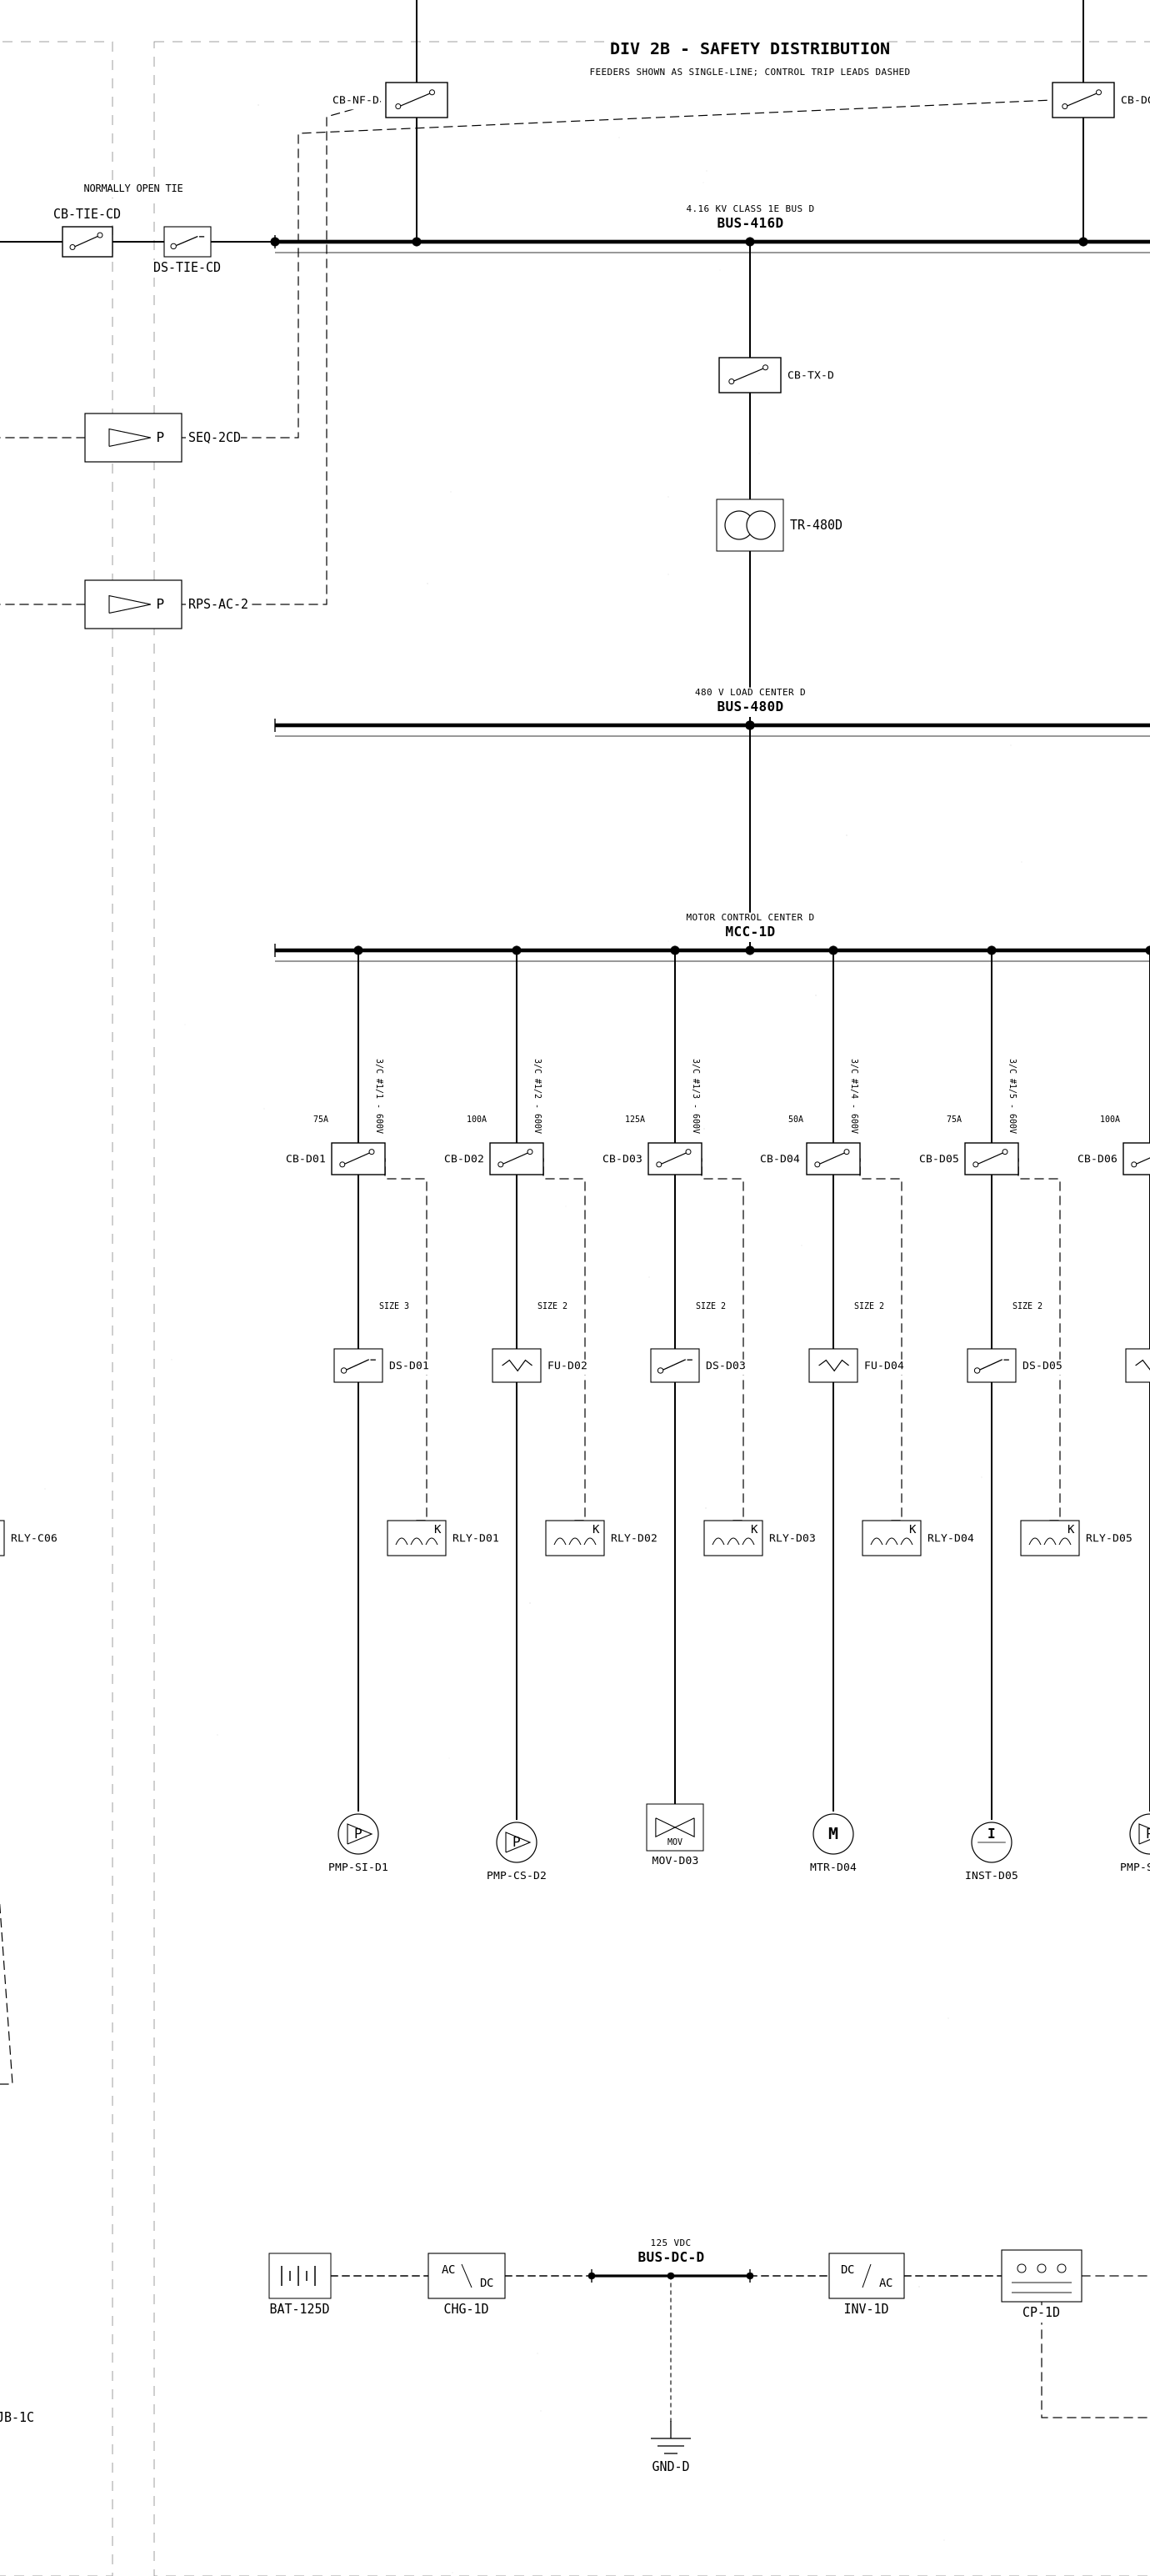 DIV 2B - SAFETY DISTRIBUTION
FEEDERS SHOWN AS SINGLE-LINE; CONTROL TRIP LEADS DASHED
CB-NF-D
NORMALLY OPEN TIE
CB-TIE-CD
DS-TIE-CD
4.16 KV CLASS 1E BUS D
BUS-416D
CB-TX-D
P SEQ-2CD
TR-480D
P RPS-AC-2
480 V LOAD CENTER D
BUS-480D
MOTOR CONTROL CENTER D
MCC-1D
3/C #1/1 - 600V
3/C #1/2 - 600V
3/C #1/3 - 600V
3/C #1/4 - 600V
3/C #1/5 - 600V
75A
100A
125A
50A
75A
100A
CB-D01
CB-D02
CB-D03
CB-D04
CB-D05
CB-D06
SIZE 3
SIZE 2
SIZE 2
SIZE 2
SIZE 2
DS-D01
FU-D02
DS-D03
FU-D04
DS-D05
RLY-C06
K RLY-D01
K RLY-D02
K RLY-D03
K RLY-D04
K RLY-D05
P
PMP-SI-D1
P
PMP-CS-D2
MOV
MOV-D03
M
MTR-D04
I
INST-D05
125 VDC
BUS-DC-D
BAT-125D
AC DC
CHG-1D
DC AC
INV-1D
CP-1D
JB-1C
GND-D